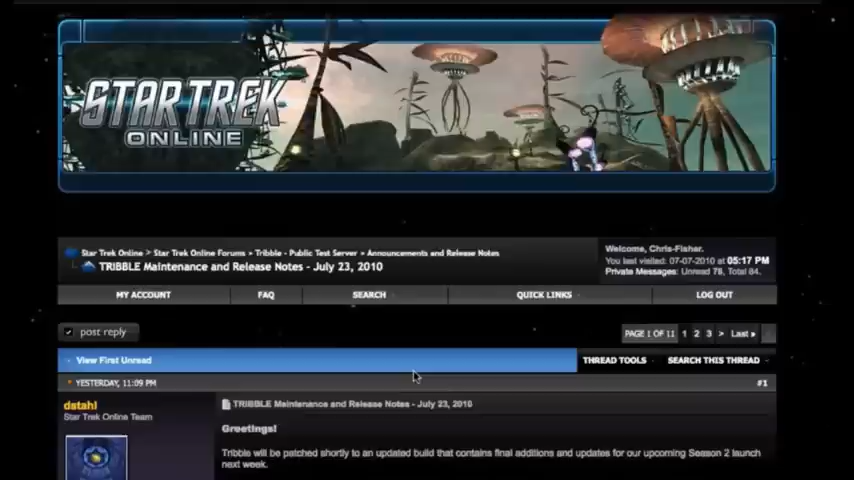 STAR TREK
ONLINE
Star Trek Online > Star Trek Online Forums > Tribble - Public Test Server > Announcements and Release Notes
TRIBBLE Maintenance and Release Notes - July 23, 2010
Welcome, Chris-Fisher.
You last visited: 07-07-2010 at 05:17 PM
Private Messages: Unread 78, Total 84.
MY ACCOUNT FAQ SEARCH QUICK LINKS LOG OUT
post reply
PAGE 1 OF 11 1 2 3 > Last »
View First Unread
THREAD TOOLS SEARCH THIS THREAD
YESTERDAY, 11:09 PM #1
dstahl
Star Trek Online Team
TRIBBLE Maintenance and Release Notes - July 23, 2010
Greetings!
Tribble will be patched shortly to an updated build that contains final additions and updates for our upcoming Season 2 launch
next week.